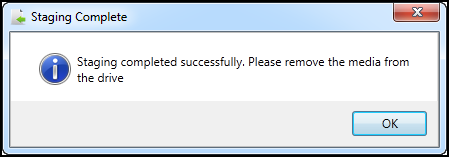 Staging Complete
Staging completed successfully. Please remove the media from
the drive
OK